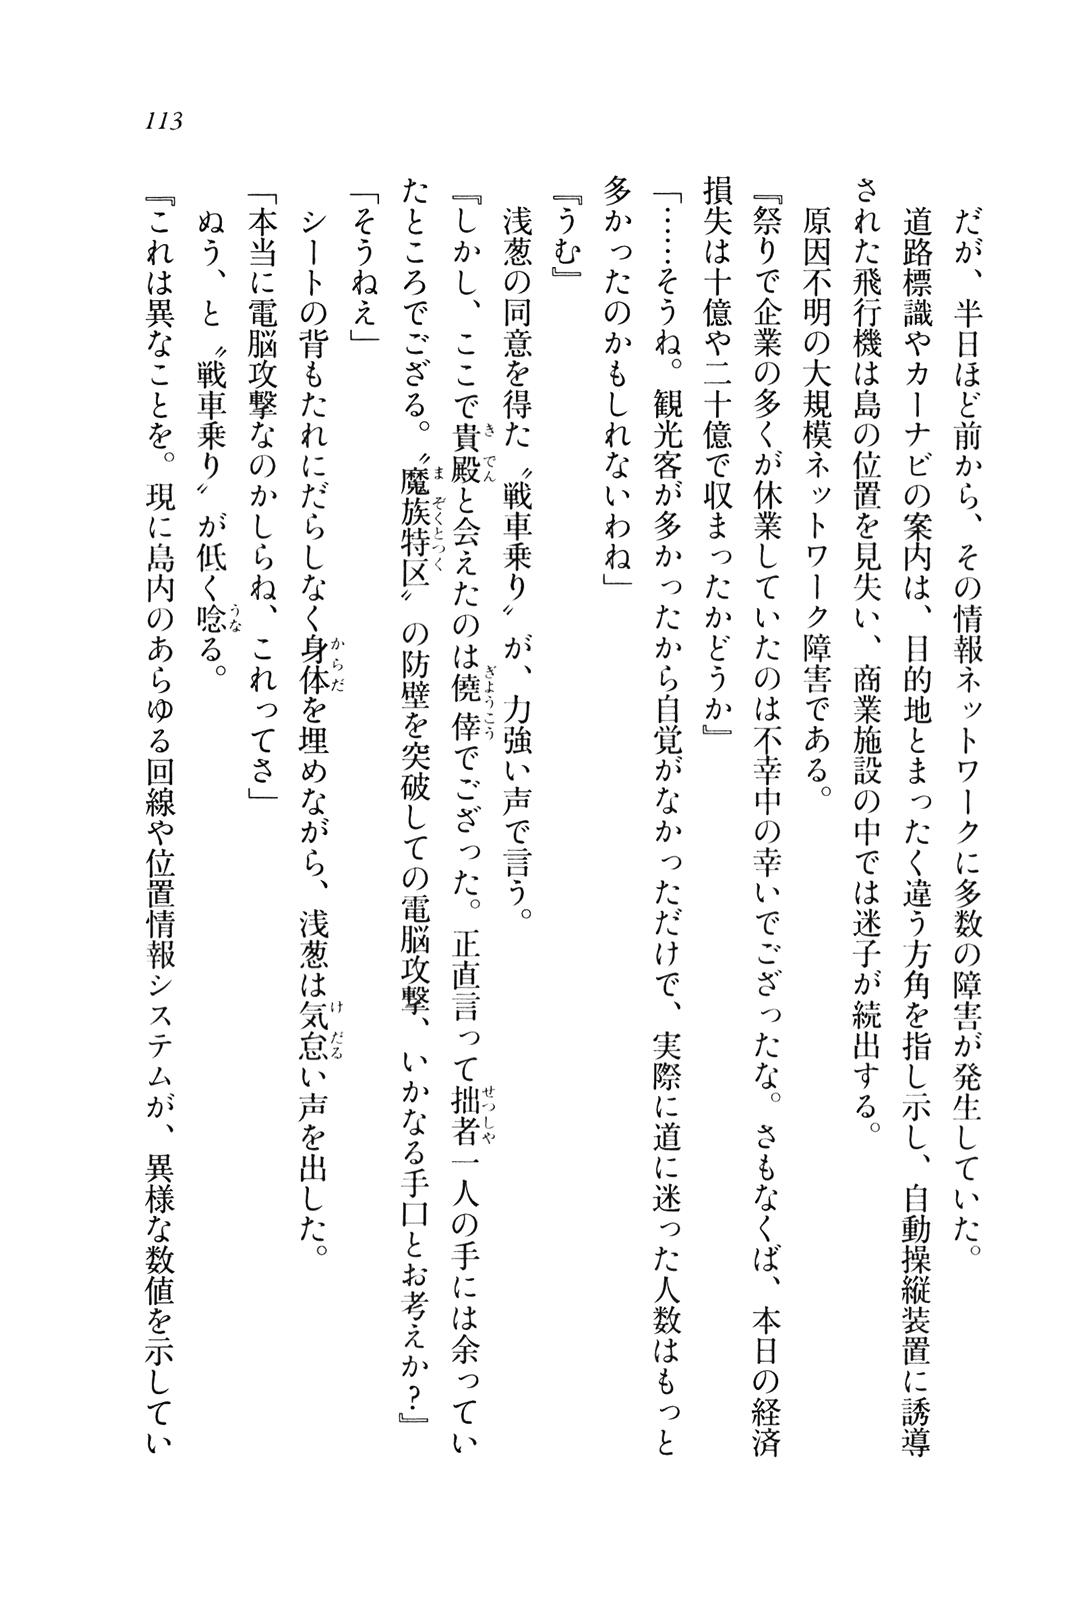 113
だが、半日ほど前から、その情報ネットワークに多数の障害が発生していた。
道路標識やカーナビの案内は、目的地とまったく違う方角を指し示し、自動操縦装置に誘導
された飛行機は島の位置を見失い、商業施設の中では迷子が続出する。
原因不明の大規模ネットワーク障害である。
『祭りで企業の多くが休業していたのは不幸中の幸いでござったな。さもなくば、本日の経済
損失は十億や二十億で収まったかどうか』
「……そうね。観光客が多かったから自覚がなかっただけで、実際に道に迷った人数はもっと
多かったのかもしれないわね」
『うむ』
浅葱の同意を得た〝戦車乗り〟が、力強い声で言う。
『しかし、ここで貴殿と会えたのは僥倖でござった。正直言って拙者一人の手には余ってい
たところでござる。〝魔族特区〟の防壁を突破しての電脳攻撃、いかなる手口とお考えか？』
「そうねぇ」
シートの背もたれにだらしなく身体を埋めながら、浅葱は気怠い声を出した。
「本当に電脳攻撃なのかしらね、これってさ」
ぬう、と〝戦車乗り〟が低く唸る。
『これは異なことを。現に島内のあらゆる回線や位置情報システムが、異様な数値を示してい